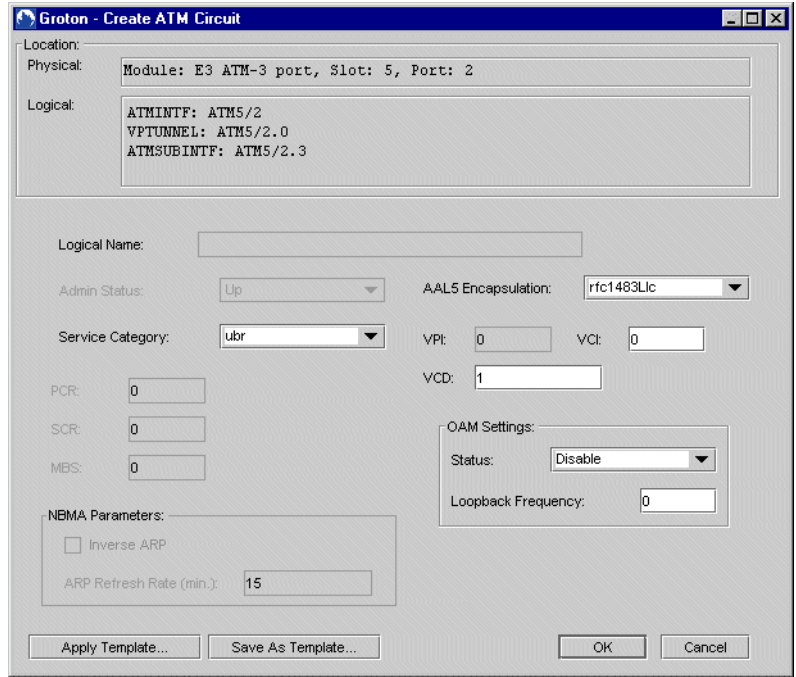 Groton - Create ATM Circuit
Location:
Physical: Module: E3 ATM-3 port, Slot: 5, Port: 2
Logical: ATMINTF: ATM5/2
VPTUNNEL: ATM5/2.0
ATMSUBINTF: ATM5/2.3
Logical Name:
Admin Status: Up AAL5 Encapsulation: rfc1483Llc
Service Category: ubr VPI: 0 VCI: 0
VCD: 1
PCR: 0
SCR: 0 OAM Settings:
MBS: 0 Status: Disable
Loopback Frequency: 0
NBMA Parameters:
Inverse ARP
ARP Refresh Rate (min.): 15
Apply Template... Save As Template... OK Cancel